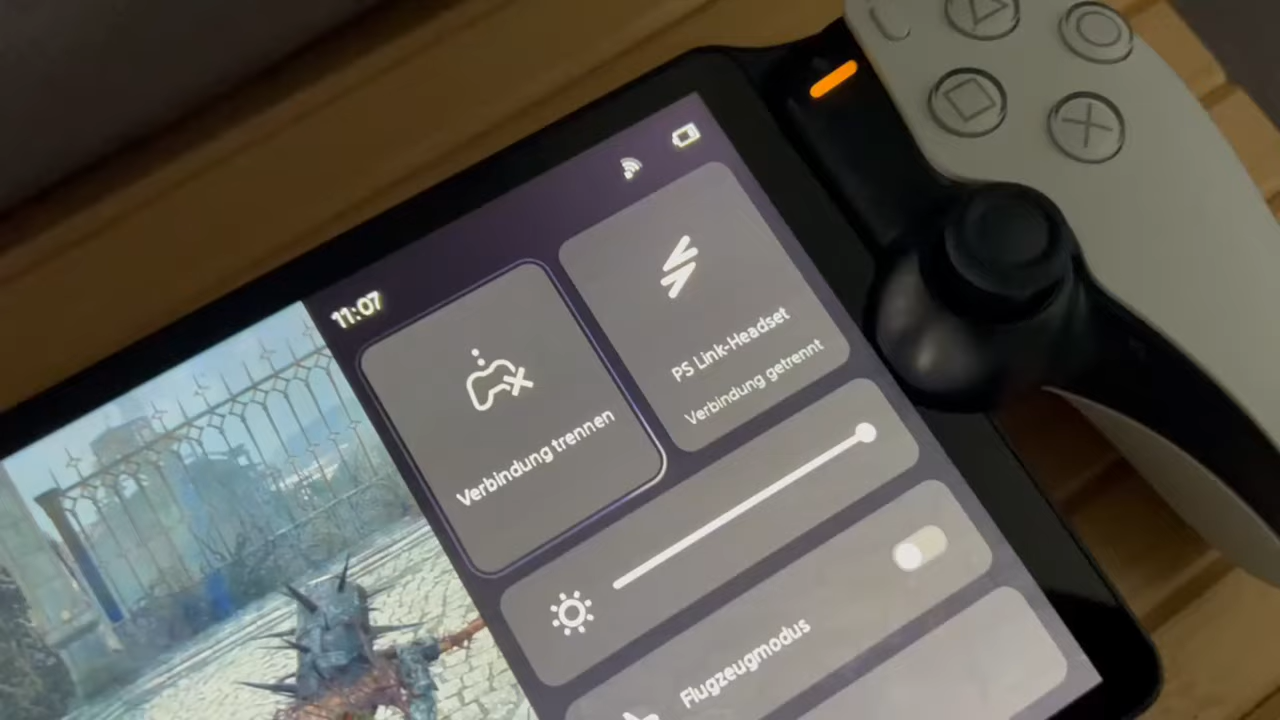 11:07
Verbindung trennen
PS Link-Headset
Verbindung getrennt
Flugzeugmodus